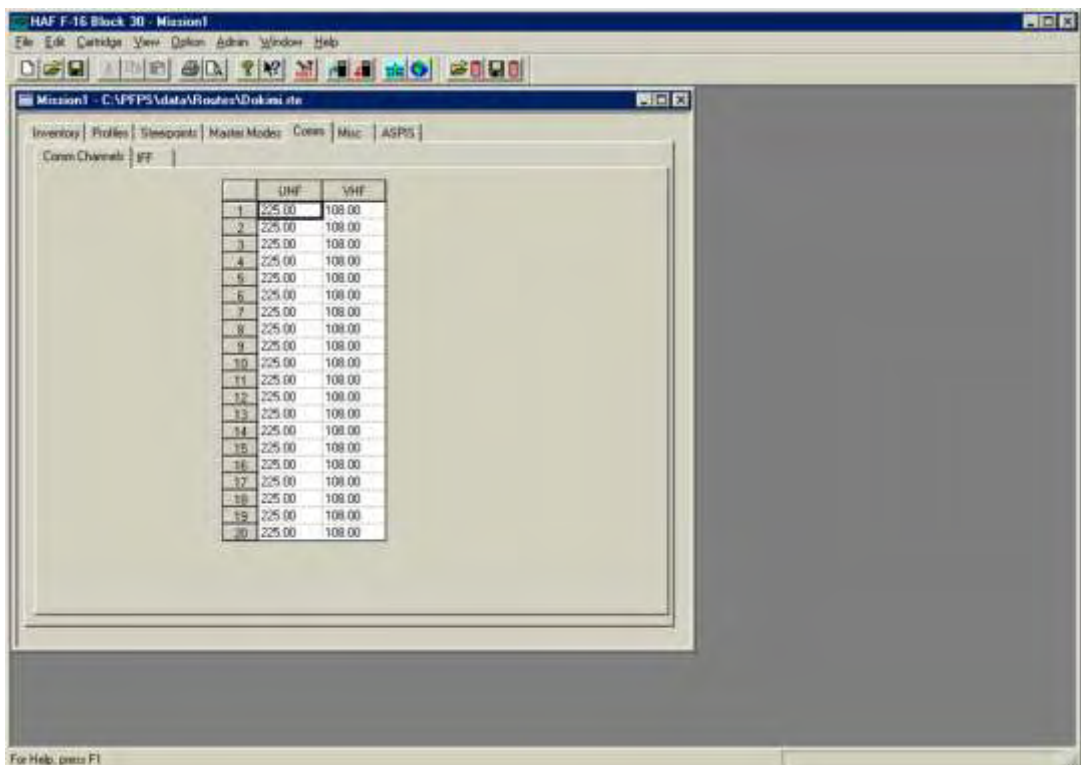 HAF F-16 Block 30 - Mission1
File Edit Cartridge View Option Admin Window Help
Mission1 - C:\PFPS\data\Routes\Dokimi.rte
Inventory Profiles Steerpoints Master Modes Comm Misc ASPIS
Comm Channels IFF
UHF VHF
1 225.00 108.00
2 225.00 108.00
3 225.00 108.00
4 225.00 108.00
5 225.00 108.00
6 225.00 108.00
7 225.00 108.00
8 225.00 108.00
9 225.00 108.00
10 225.00 108.00
11 225.00 108.00
12 225.00 108.00
13 225.00 108.00
14 225.00 108.00
15 225.00 108.00
16 225.00 108.00
17 225.00 108.00
18 225.00 108.00
19 225.00 108.00
20 225.00 108.00
For Help, press F1